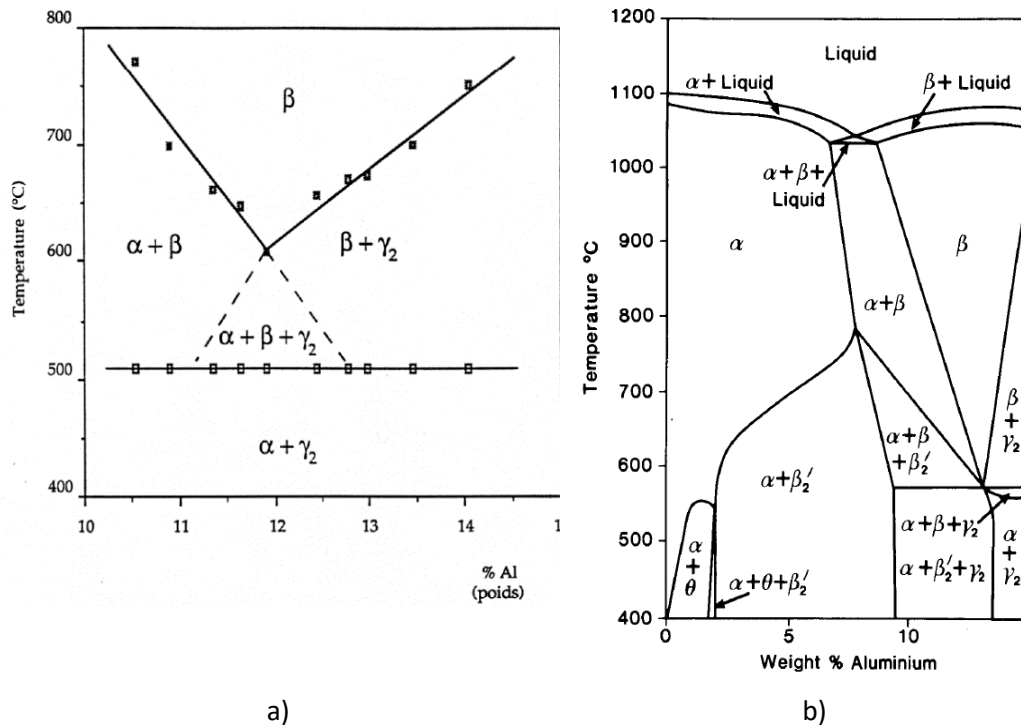 800
700
600
500
400
Temperature (°C)
β
α + β
β + γ₂
α + β + γ₂
α + γ₂
10
11
12
13
14
1
% Al
(poids)
a)
1200
1100
1000
900
800
700
600
500
400
Temperature °C
Liquid
α + Liquid
β + Liquid
α + β +
Liquid
α
β
α+β
β
+
γ₂
α+β
+β₂′
α+β₂′
α+β+γ₂
α
+
γ₂
α+β₂′+γ₂
α
+
θ
α+θ+β₂′
0
5
10
Weight % Aluminium
b)